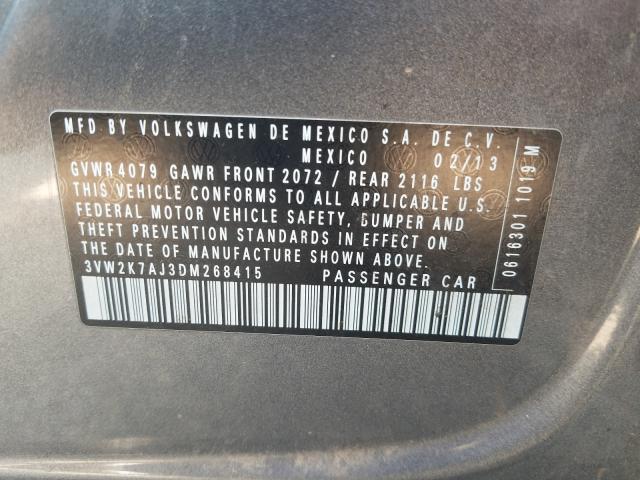 MFD BY VOLKSWAGEN DE MEXICO S.A. DE C.V.
MEXICO 02/13
GVWR 4079 GAWR FRONT 2072 / REAR 2116 LBS
THIS VEHICLE CONFORMS TO ALL APPLICABLE U.S.
FEDERAL MOTOR VEHICLE SAFETY, BUMPER AND
THEFT PREVENTION STANDARDS IN EFFECT ON
THE DATE OF MANUFACTURE SHOWN ABOVE.
3VW2K7AJ3DM268415 PASSENGER CAR
0616301 1019 M